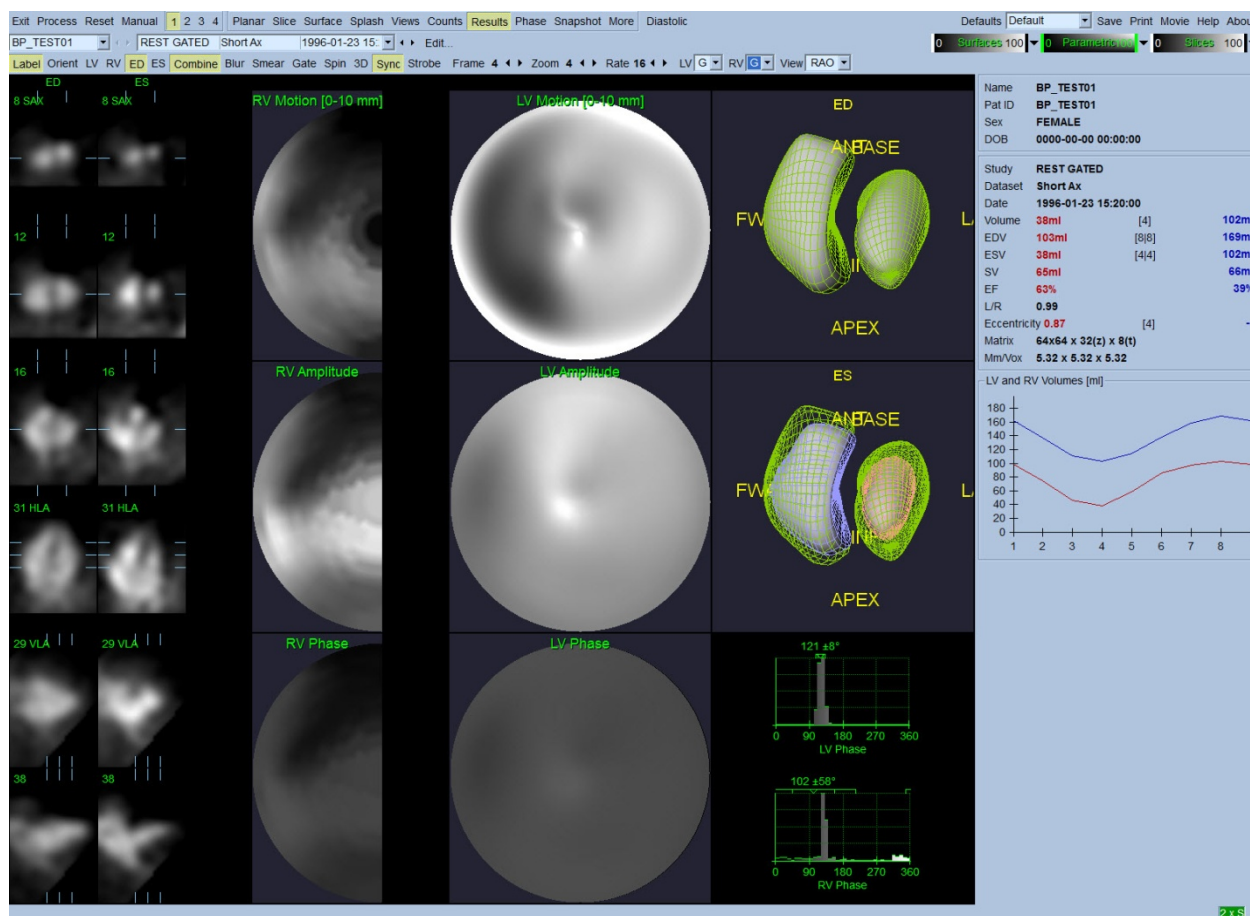 Exit Process Reset Manual 1 2 3 4 Planar Slice Surface Splash Views Counts Results Phase Snapshot More Diastolic Defaults Default Save Print Movie Help
BP_TEST01 REST GATED Short Ax 1996-01-23 15: Edit... 0 Surfaces 100 0 Parametric 0 Slices 100
Label Orient LV RV ED ES Combine Blur Smear Gate Spin 3D Sync Strobe Frame 4 Zoom 4 Rate 16 LV G RV G View RAO
ED ES
8 SAX
12 12
16 16
31 HLA 31 HLA
29 VLA 29 VLA
38 38
RV Motion [0-10 mm]
LV Motion [0-10 mm]
RV Amplitude
LV Amplitude
RV Phase
LV Phase
ED
ANT BASE
FW
APEX
ES
ANT BASE
FW
INF
APEX
121 ±8°
0 90 180 270 360
LV Phase
102 ±58°
0 90 180 270 360
RV Phase
Name BP_TEST01
Pat ID BP_TEST01
Sex FEMALE
DOB 0000-00-00 00:00:00
Study REST GATED
Dataset Short Ax
Date 1996-01-23 15:20:00
Volume 38ml [4] 102m
EDV 103ml [8|8] 169m
ESV 38ml [4|4] 102m
SV 65ml 66m
EF 63% 39%
L/R 0.99
Eccentricity 0.87 [4] -
Matrix 64x64 x 32(z) x 8(t)
Mm/Vox 5.32 x 5.32 x 5.32
LV and RV Volumes [ml]
180
160
140
120
100
80
60
40
20
0
1 2 3 4 5 6 7 8
2 x S